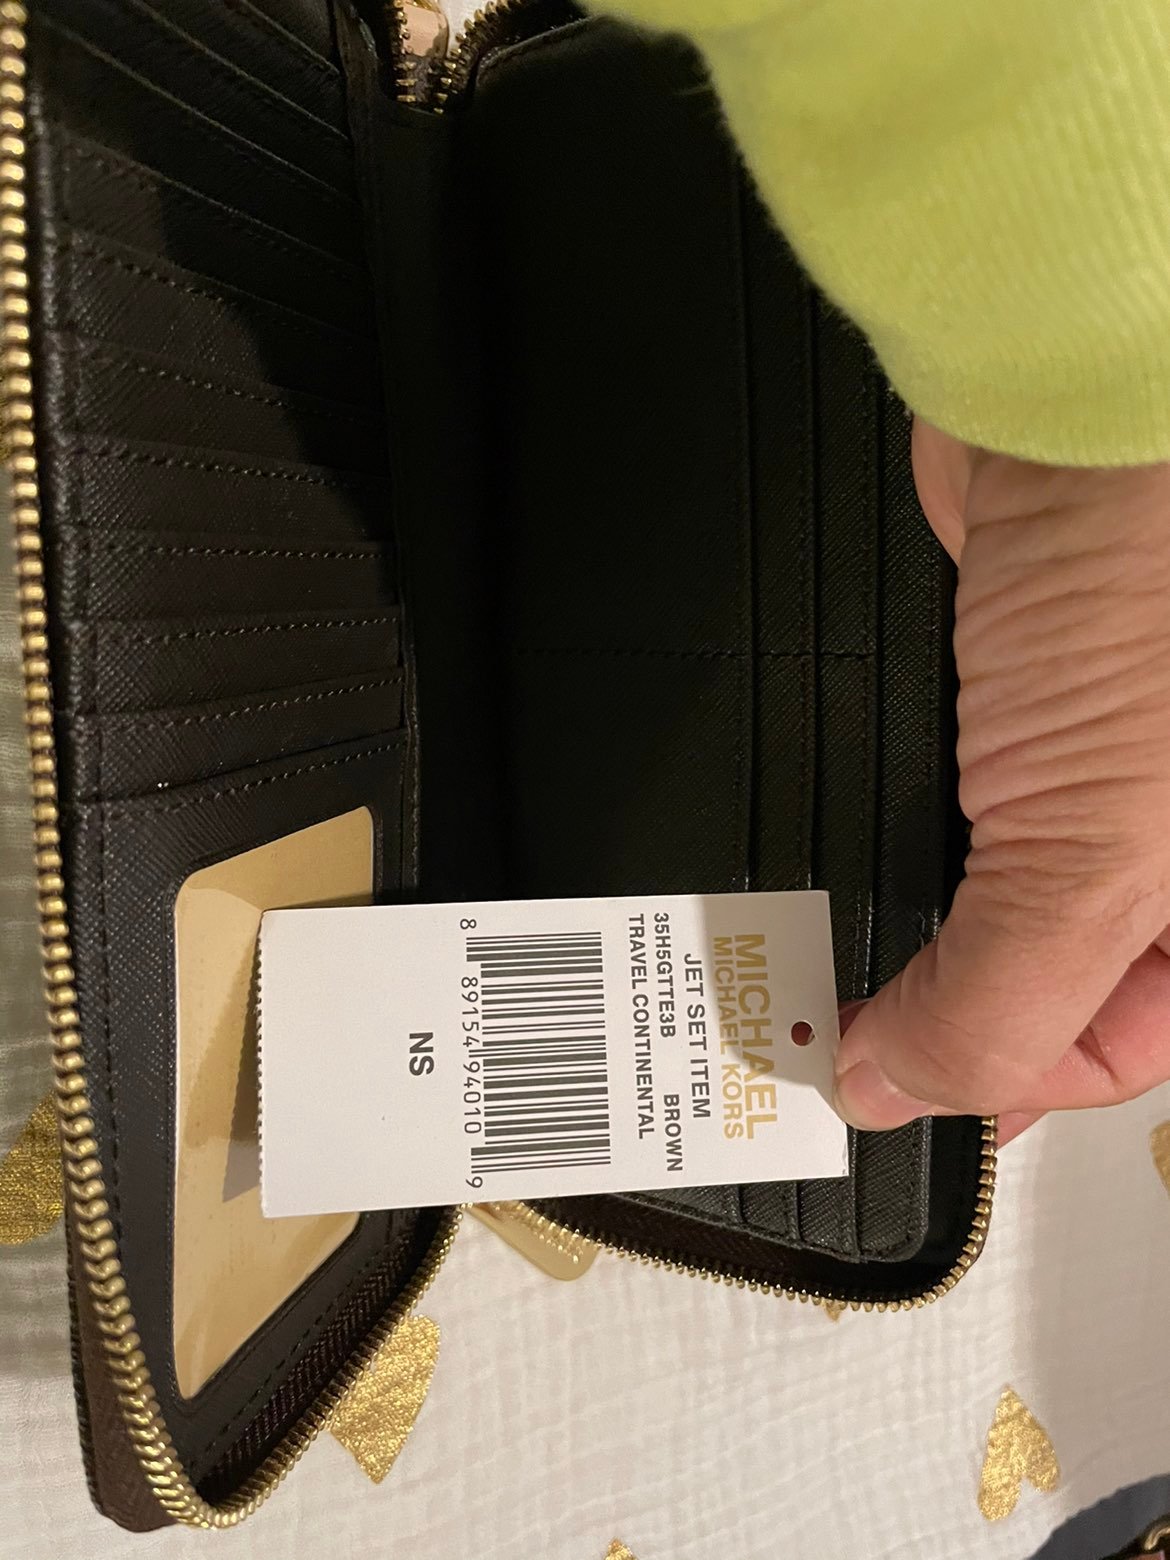 MICHAEL
MICHAEL KORS
JET SET ITEM
35H5GTTE3B BROWN
TRAVEL CONTINENTAL
8 89154 94010 9
NS